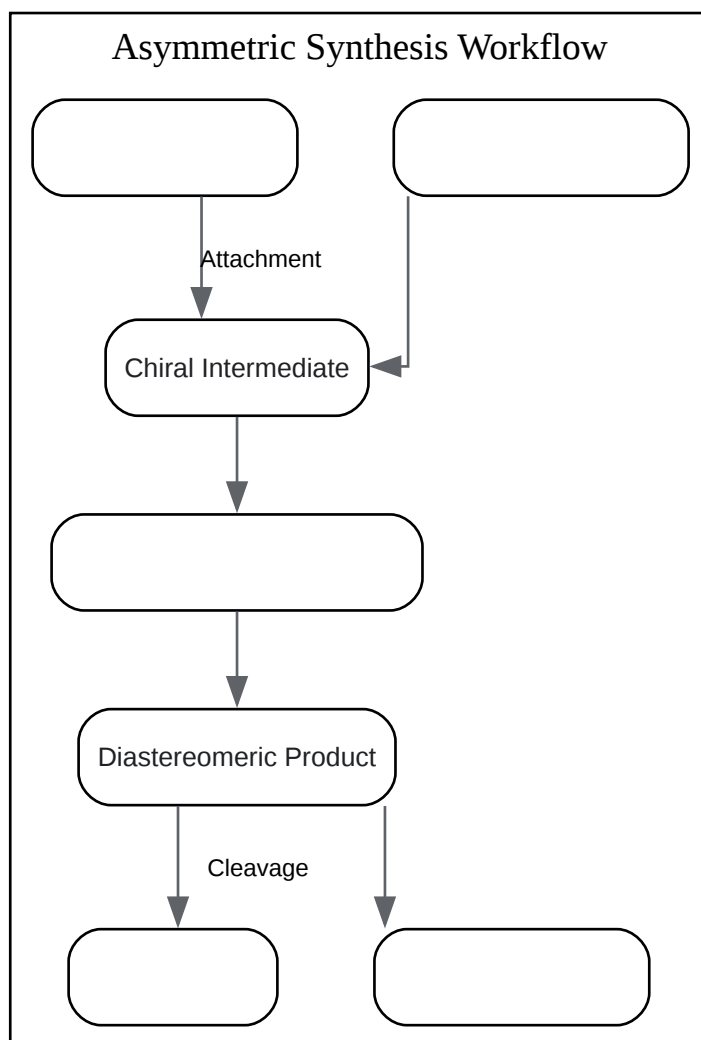 Asymmetric Synthesis Workflow
Attachment
Chiral Intermediate
Diastereomeric Product
Cleavage